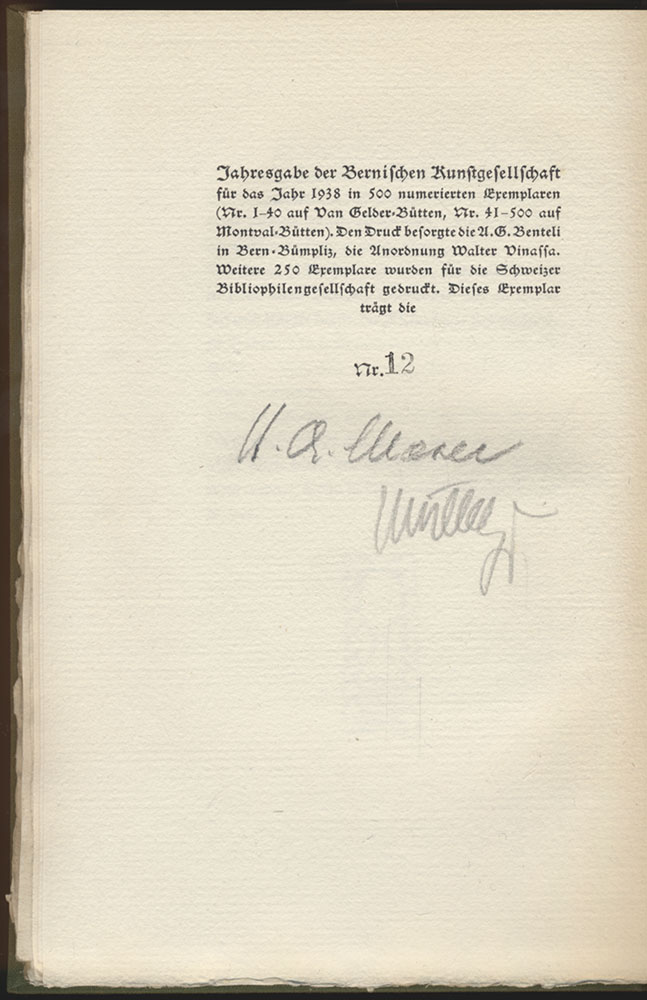 Jahresgabe der Bernischen Kunstgesellschaft
für das Jahr 1938 in 500 numerierten Exemplaren
(Nr. 1-40 auf Van Gelder-Bütten, Nr. 41-500 auf
Montval-Bütten). Den Druck besorgte die A.G. Benteli
in Bern-Bümpliz, die Anordnung Walter Vinassa.
Weitere 250 Exemplare wurden für die Schweizer
Bibliophilengesellschaft gedruckt. Dieses Exemplar
trägt die
Nr. 12
H. A. Moser